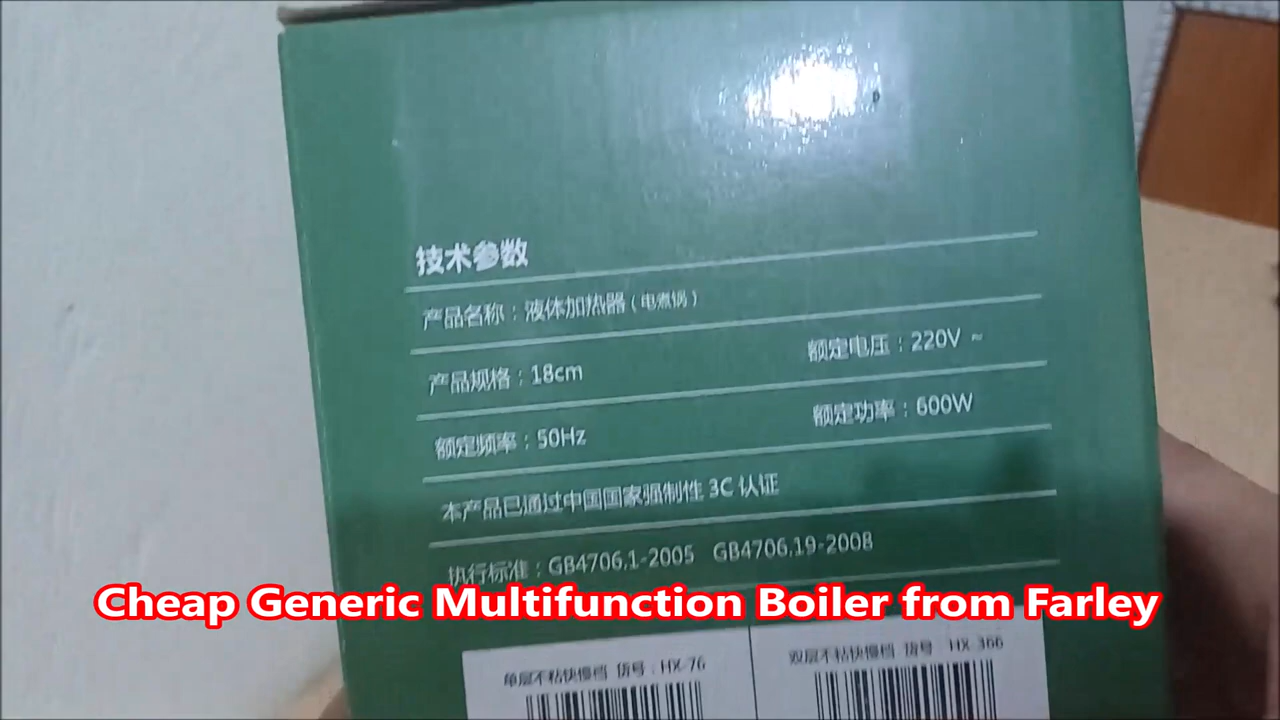 技术参数
产品名称：液体加热器（电煮锅）
产品规格：18cm 额定电压：220V ~
额定频率：50Hz 额定功率：600W
本产品已通过中国国家强制性 3C 认证
执行标准：GB4706.1-2005 GB4706.19-2008
Cheap Generic Multifunction Boiler from Farley
单层不粘快慢档 货号：HX-76
双层不粘快慢档 货号 HX-366